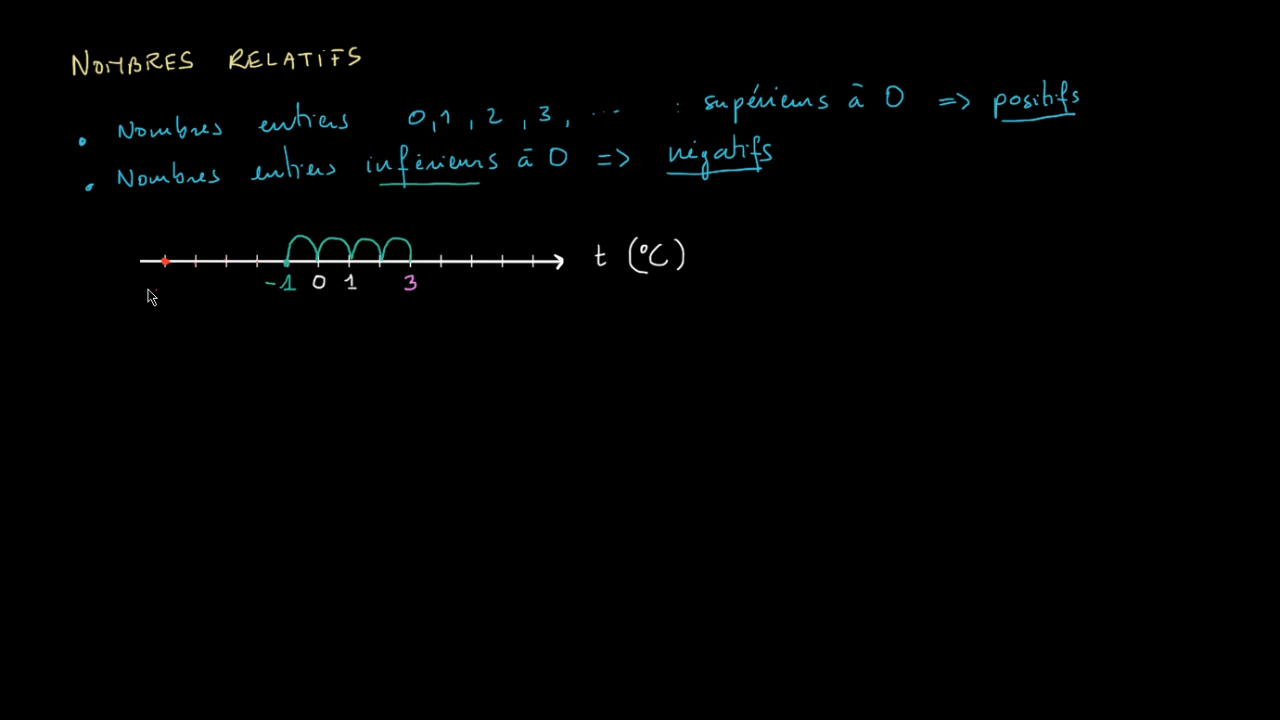 NOMBRES RELATIFS
• Nombres entiers 0, 1, 2, 3, ... : supérieurs à 0 => positifs
• Nombres entiers inférieurs à 0 => négatifs
t (°C)
-1 0 1 3